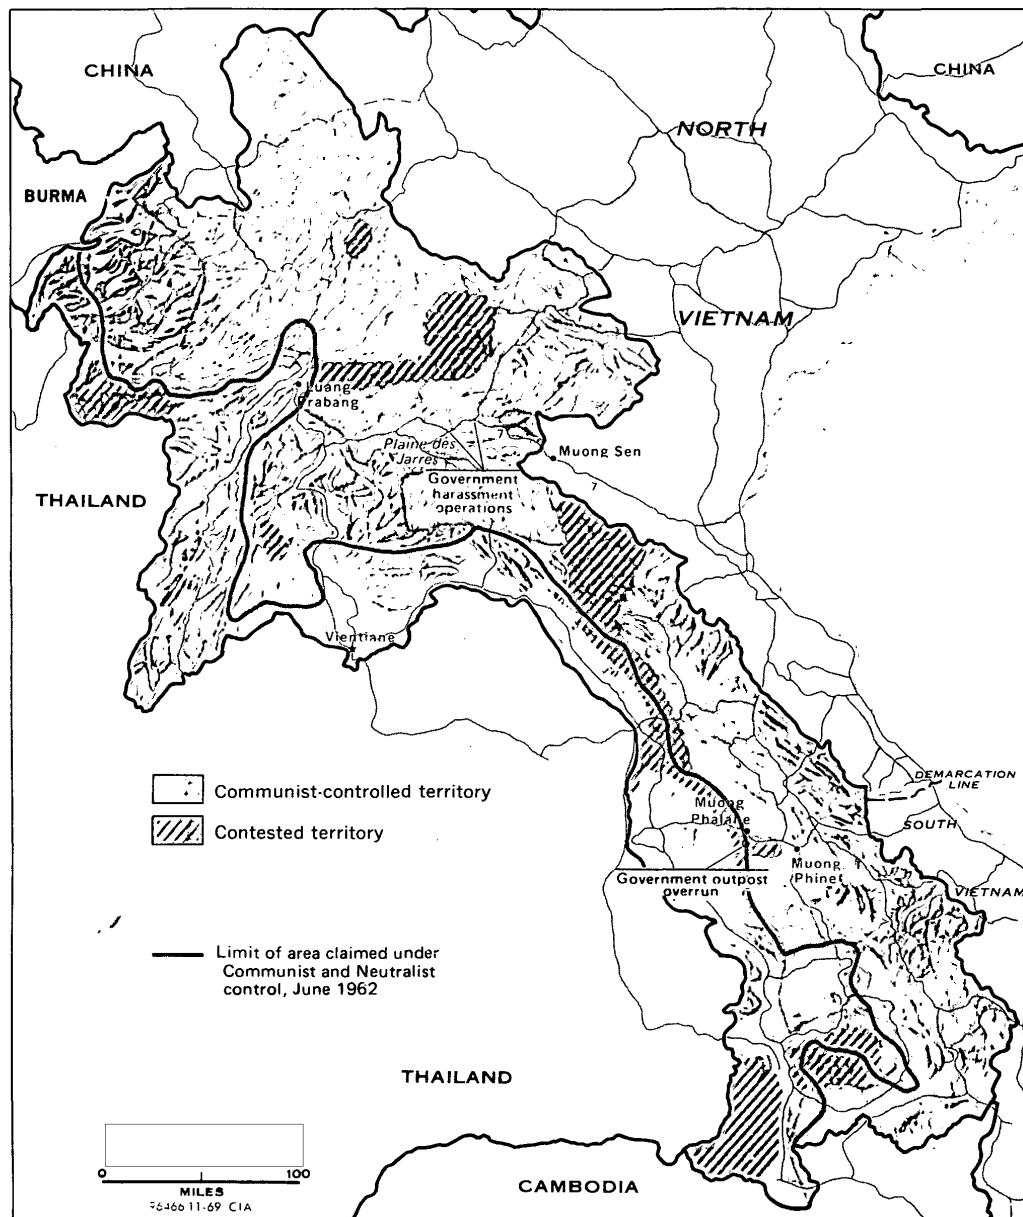 CHINA
CHINA
NORTH
BURMA
VIETNAM
Luang
Prabang
7
Plaine des
Jarres
Muong Sen
Government
harassment
operations
7
THAILAND
Vientiane
Communist-controlled territory
Contested territory
DEMARCATION
LINE
Muong
Phalane
SOUTH
Muong
Phine
VIETNAM
Government outpost
overrun
Limit of area claimed under
Communist and Neutralist
control, June 1962
THAILAND
0 100
MILES
11-69 CIA
CAMBODIA